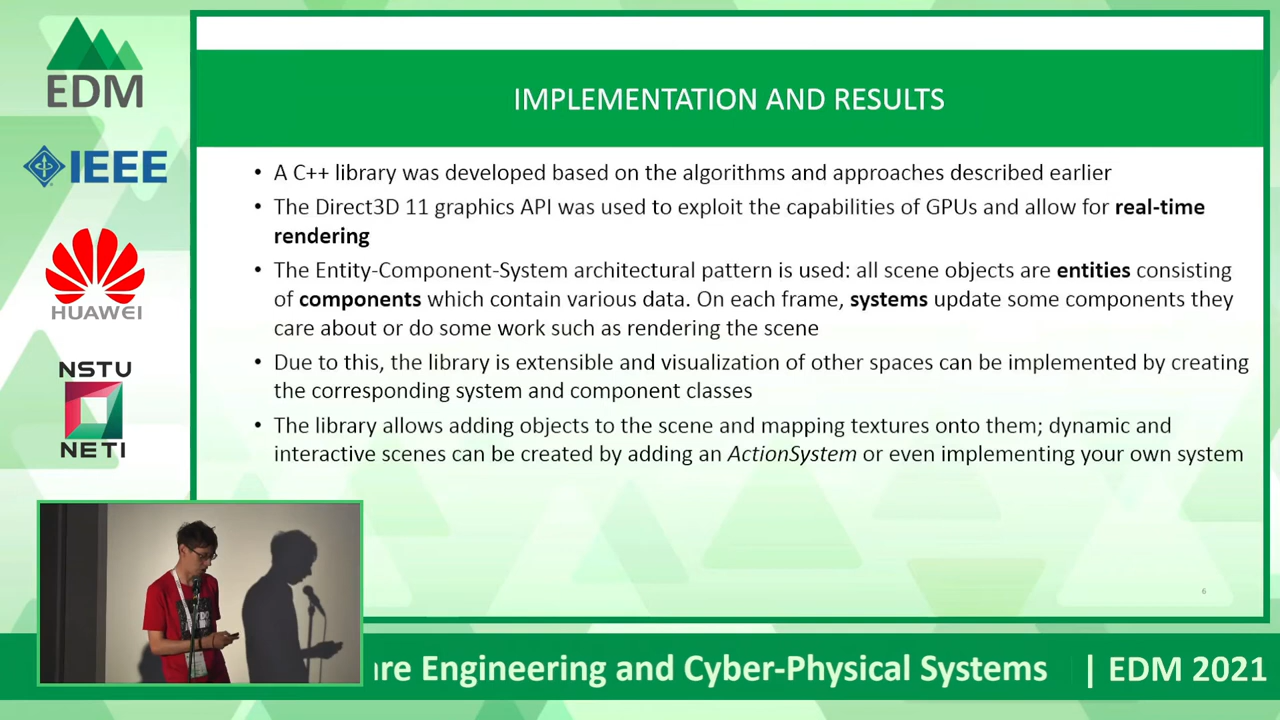 EDM
IEEE
HUAWEI
NSTU
NETI
IMPLEMENTATION AND RESULTS
• A C++ library was developed based on the algorithms and approaches described earlier
• The Direct3D 11 graphics API was used to exploit the capabilities of GPUs and allow for real-time
rendering
• The Entity-Component-System architectural pattern is used: all scene objects are entities consisting
of components which contain various data. On each frame, systems update some components they
care about or do some work such as rendering the scene
• Due to this, the library is extensible and visualization of other spaces can be implemented by creating
the corresponding system and component classes
• The library allows adding objects to the scene and mapping textures onto them; dynamic and
interactive scenes can be created by adding an ActionSystem or even implementing your own system
6
are Engineering and Cyber-Physical Systems | EDM 2021